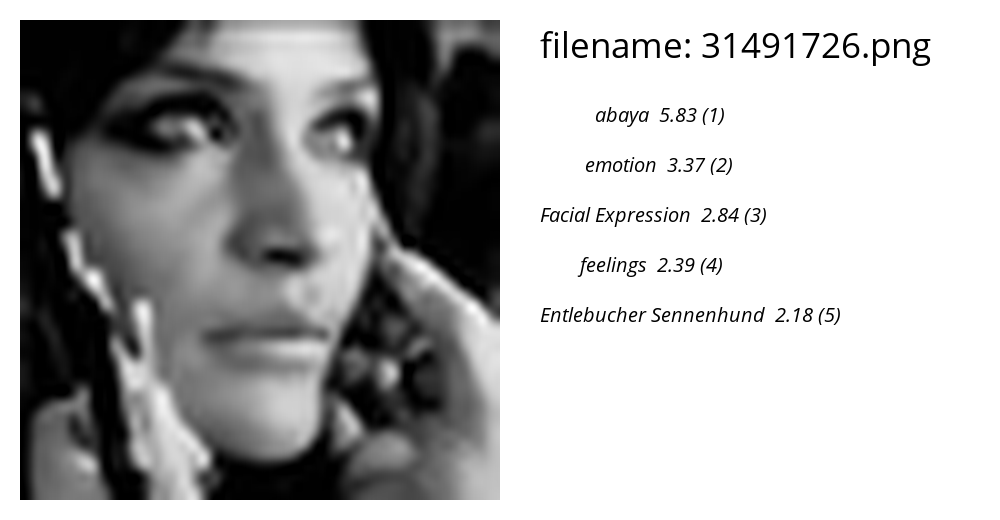 filename: 31491726.png
abaya 5.83 (1)
emotion 3.37 (2)
Facial Expression 2.84 (3)
feelings 2.39 (4)
Entlebucher Sennenhund 2.18 (5)